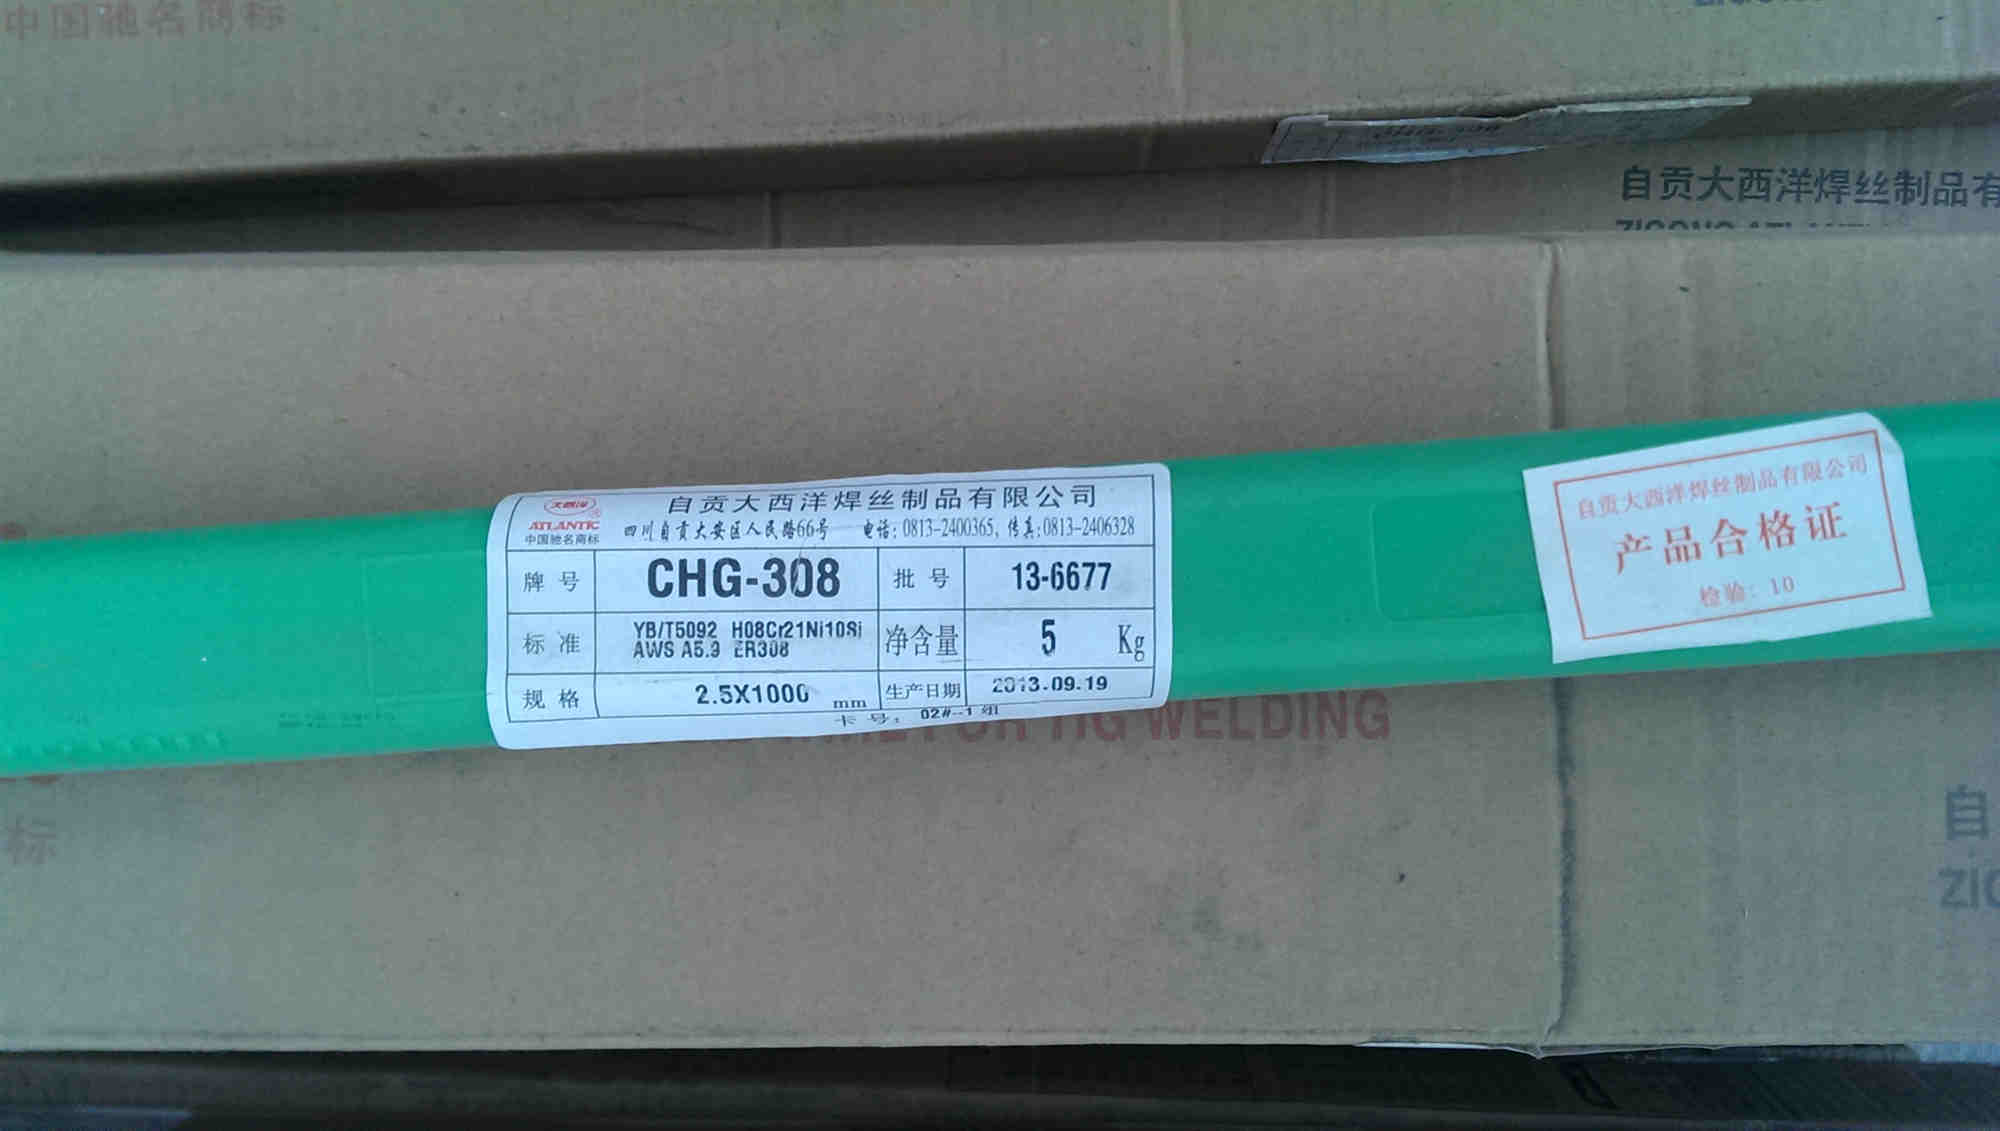 中国驰名商标
自贡大西洋焊丝制品有
大西洋
ATLANTIC
中国驰名商标
自贡大西洋焊丝制品有限公司
四川自贡大安区人民路66号 电话:0813-2400365, 传真:0813-2406328
牌号 CHG-308 批号 13-6677
标准 YB/T5092 H08Cr21Ni10Si
AWS A5.9 ER308
净含量 5 Kg
规格 2.5X1000 mm 生产日期 2013.09.19
卡号: 02#-1 组
自贡大西洋焊丝制品有限公司
产品合格证
检验: 10
TIG WELDING
标
自